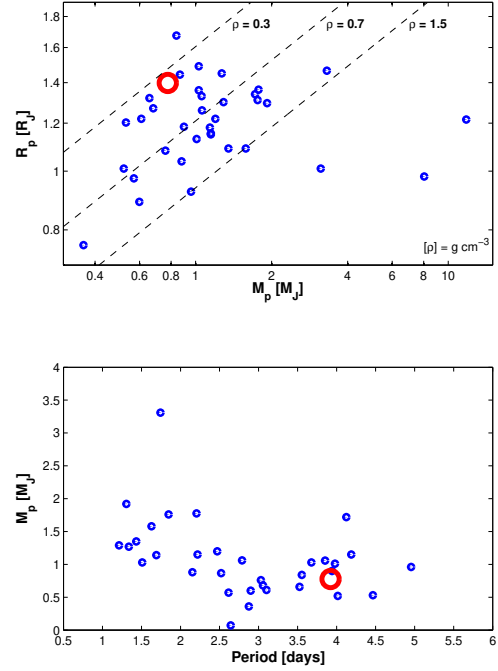 1.8
1.6
1.4
1.2
1
0.8
R_p [R_J]
ρ = 0.3
ρ = 0.7
ρ = 1.5
[ρ] = g cm⁻³
0.4 0.6 0.8 1 2 4 6 8 10
M_p [M_J]
4
3.5
3
2.5
2
1.5
1
0.5
0
M_p [M_J]
0.5 1 1.5 2 2.5 3 3.5 4 4.5 5 5.5 6
Period [days]